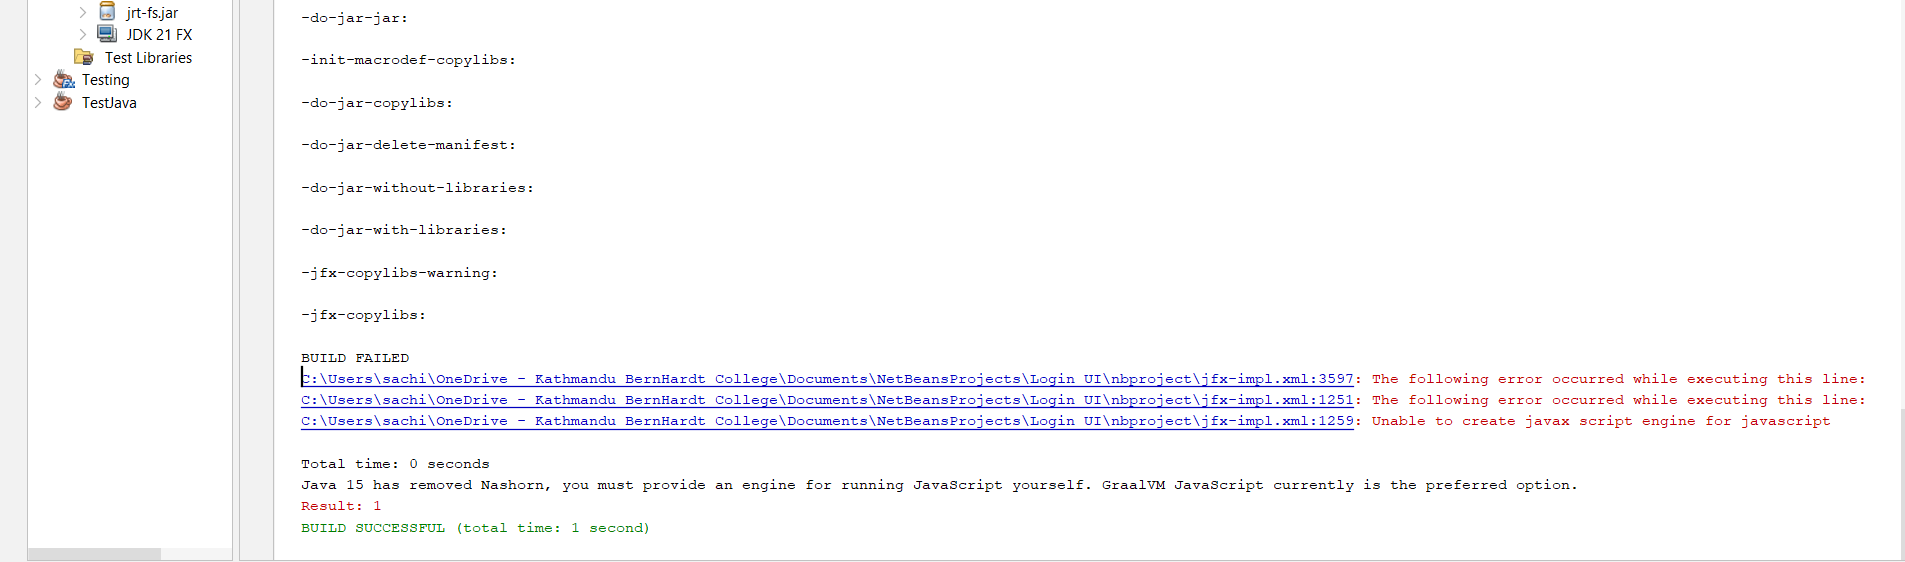 jrt-fs.jar
JDK 21 FX
Test Libraries
Testing
TestJava
-do-jar-jar:
-init-macrodef-copylibs:
-do-jar-copylibs:
-do-jar-delete-manifest:
-do-jar-without-libraries:
-do-jar-with-libraries:
-jfx-copylibs-warning:
-jfx-copylibs:
BUILD FAILED
C:\Users\sachi\OneDrive - Kathmandu BernHardt College\Documents\NetBeansProjects\Login UI\nbproject\jfx-impl.xml:3597: The following error occurred while executing this line:
C:\Users\sachi\OneDrive - Kathmandu BernHardt College\Documents\NetBeansProjects\Login UI\nbproject\jfx-impl.xml:1251: The following error occurred while executing this line:
C:\Users\sachi\OneDrive - Kathmandu BernHardt College\Documents\NetBeansProjects\Login UI\nbproject\jfx-impl.xml:1259: Unable to create javax script engine for javascript
Total time: 0 seconds
Java 15 has removed Nashorn, you must provide an engine for running JavaScript yourself. GraalVM JavaScript currently is the preferred option.
Result: 1
BUILD SUCCESSFUL (total time: 1 second)